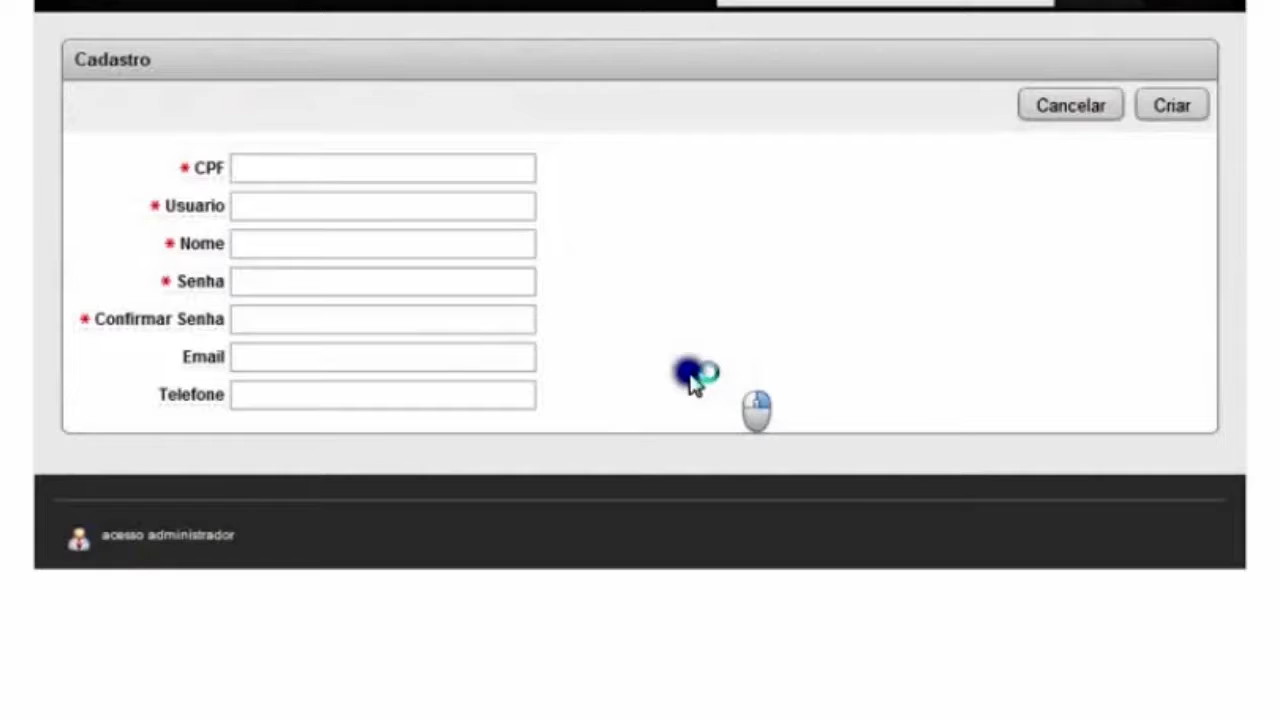 Cadastro
Cancelar Criar
* CPF
* Usuario
* Nome
* Senha
* Confirmar Senha
Email
Telefone
acesso administrador